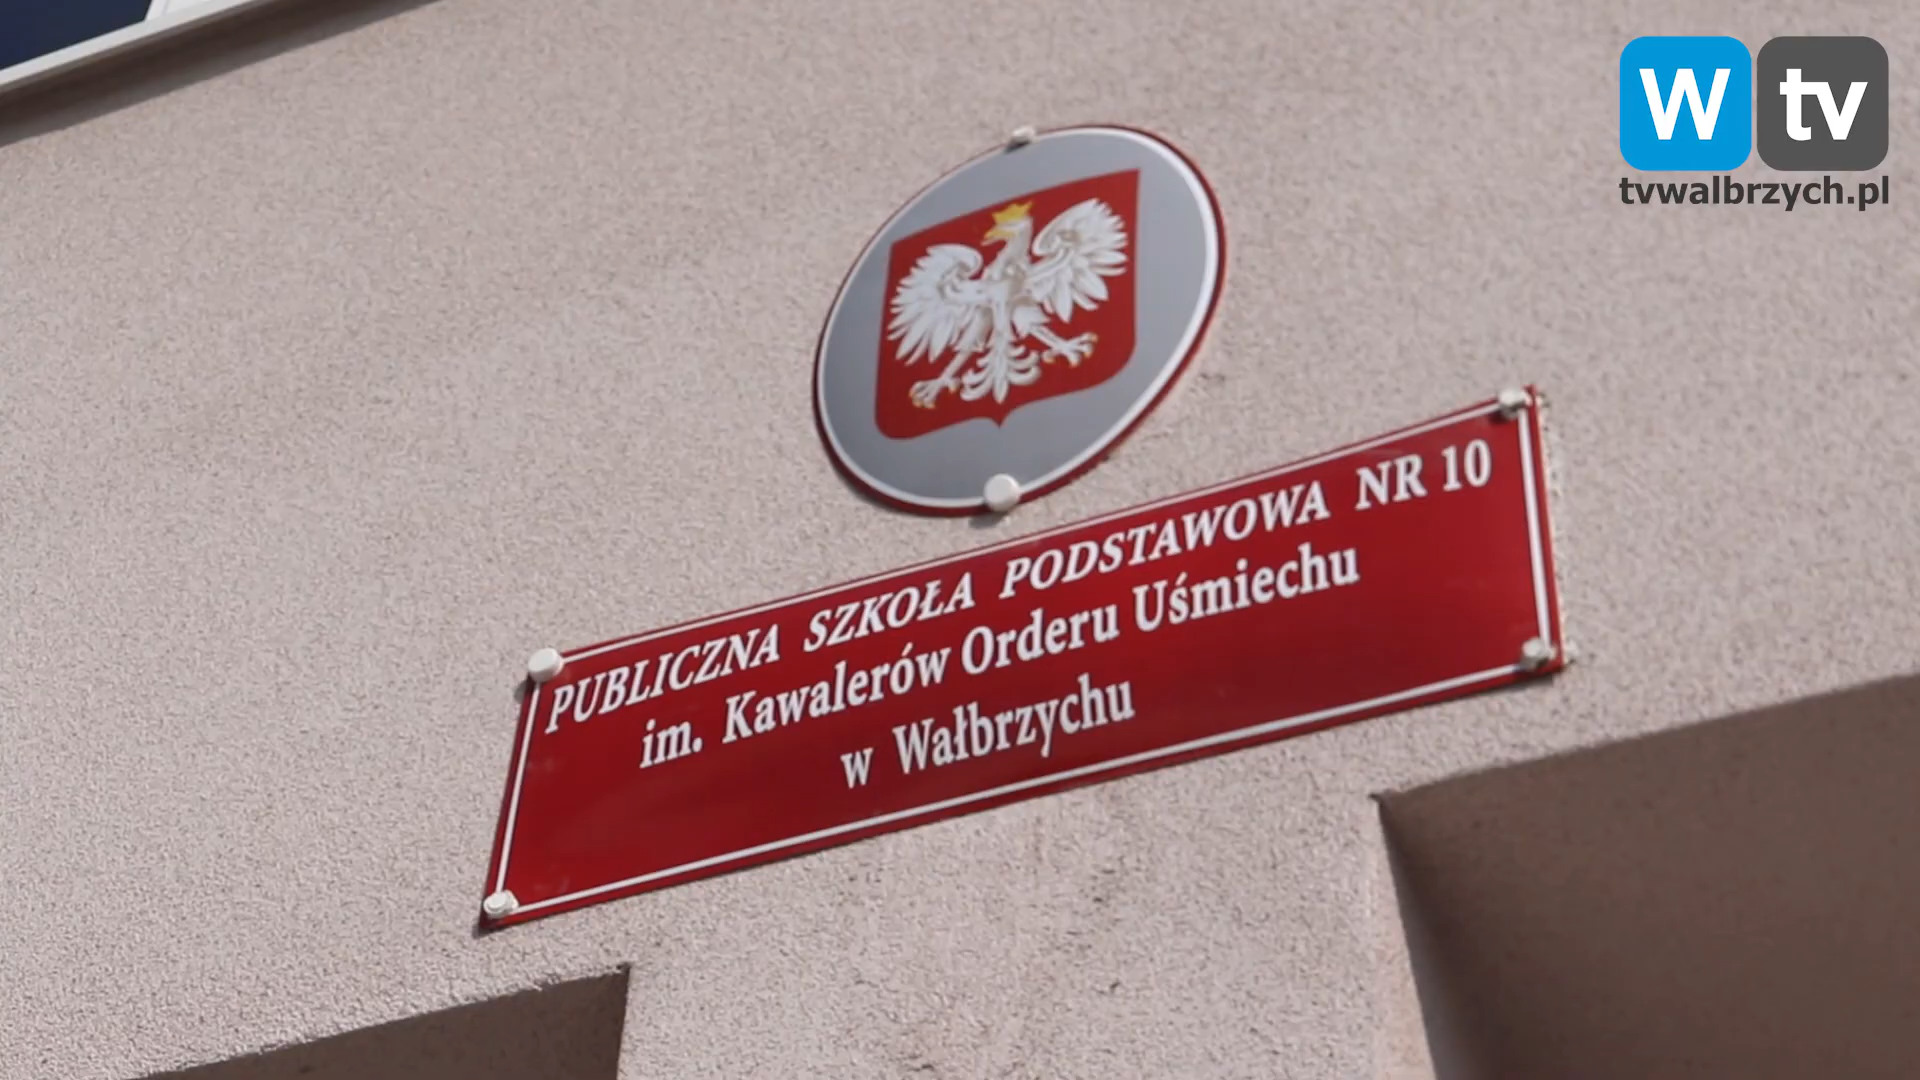 W tv
tvwalbrzych.pl
PUBLICZNA SZKOŁA PODSTAWOWA NR 10
im. Kawalerów Orderu Uśmiechu
w Wałbrzychu